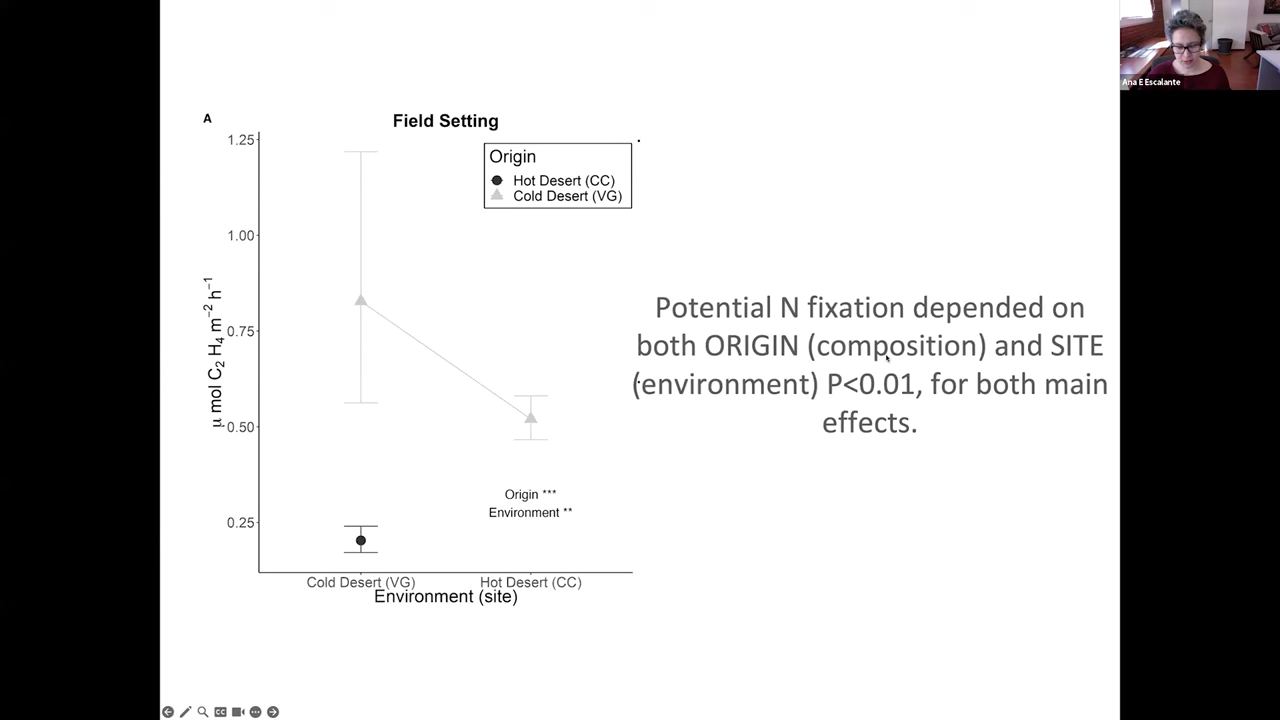 Ana E Escalante
A
Field Setting
1.25
1.00
0.75
0.50
0.25
μ mol C₂ H₄ m⁻² h⁻¹
Origin
Hot Desert (CC)
Cold Desert (VG)
Origin ***
Environment **
Cold Desert (VG)
Hot Desert (CC)
Environment (site)
Potential N fixation depended on
both ORIGIN (composition) and SITE
(environment) P<0.01, for both main
effects.
CC